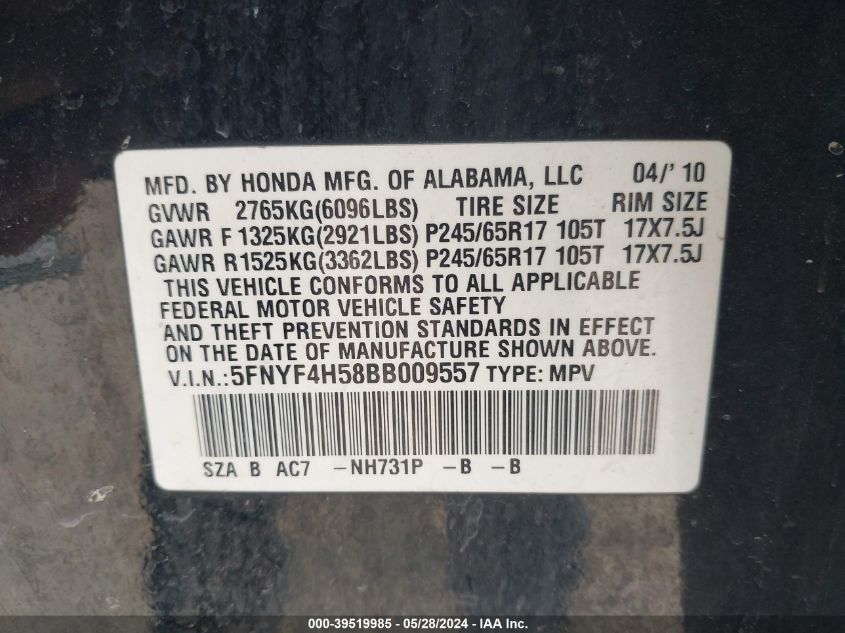 MFD. BY HONDA MFG. OF ALABAMA, LLC 04/'10
GVWR 2765KG(6096LBS) TIRE SIZE RIM SIZE
GAWR F 1325KG(2921LBS) P245/65R17 105T 17X7.5J
GAWR R1525KG(3362LBS) P245/65R17 105T 17X7.5J
THIS VEHICLE CONFORMS TO ALL APPLICABLE
FEDERAL MOTOR VEHICLE SAFETY
AND THEFT PREVENTION STANDARDS IN EFFECT
ON THE DATE OF MANUFACTURE SHOWN ABOVE.
V.I.N.:5FNYF4H58BB009557 TYPE: MPV
SZA B AC7 -NH731P -B -B
000-39519985 - 05/28/2024 - IAA Inc.